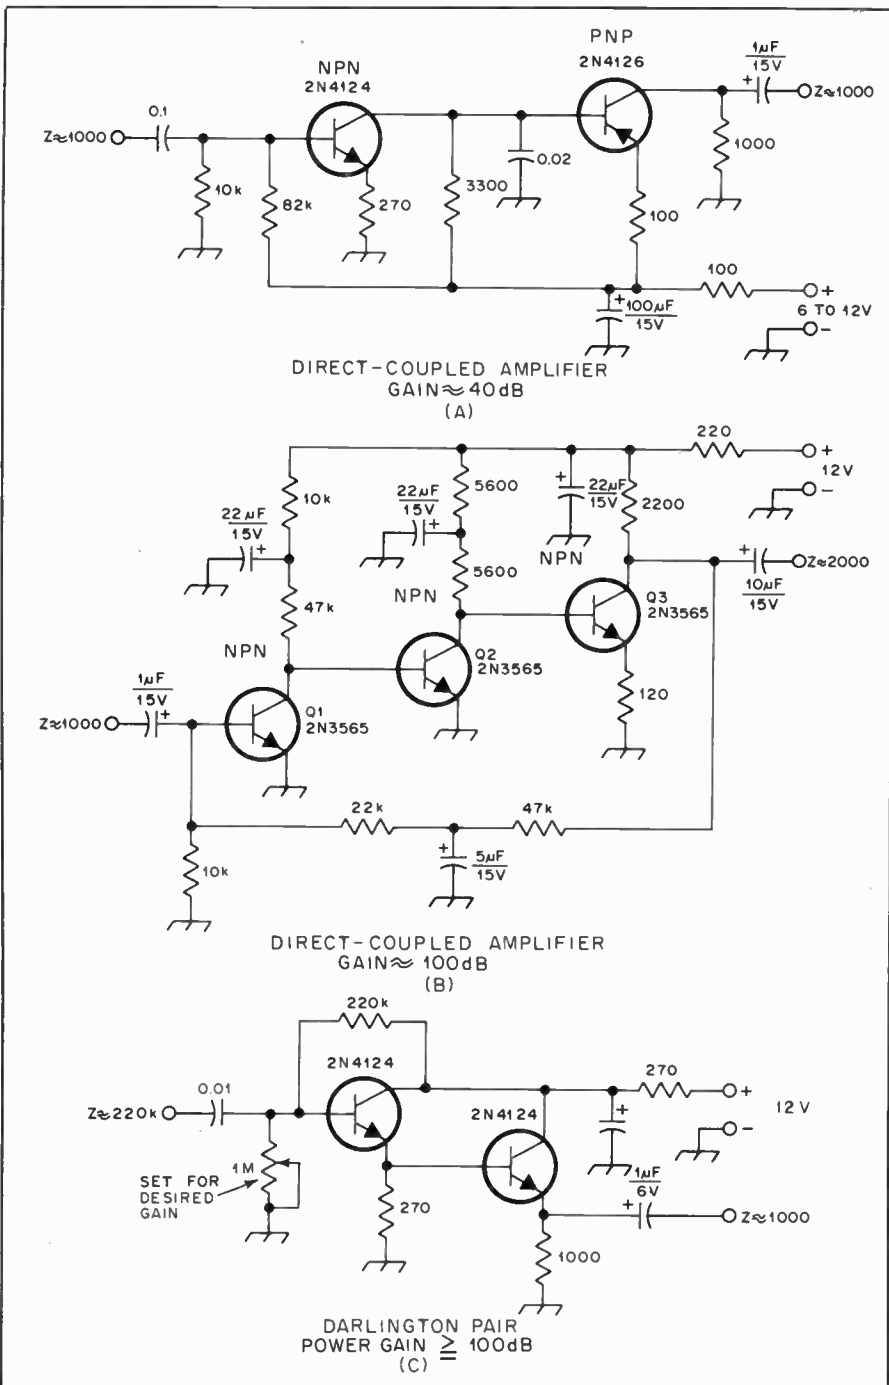 PNP
2N4126
NPN
2N4124
1µF
15V
+
Z≈1000
0.1
Z≈1000
10k
82k
270
3300
0.02
100
1000
100
+
6 TO 12V
-
+
100µF
15V
DIRECT-COUPLED AMPLIFIER
GAIN≈40dB
(A)
220
+
12V
-
10k
22µF
15V
+
5600
22µF
15V
+
5600
+
22µF
15V
2200
NPN
+
Z≈2000
10µF
15V
47k
NPN
NPN
Q3
2N3565
Q2
2N3565
120
1µF
15V
+
Z≈1000
Q1
2N3565
22k
47k
10k
+
5µF
15V
DIRECT-COUPLED AMPLIFIER
GAIN≈ 100dB
(B)
220k
2N4124
270
+
12V
-
0.01
Z≈220k
2N4124
+
1M
SET FOR
DESIRED
GAIN
270
1µF
6V
+
Z≈1000
1000
DARLINGTON PAIR
POWER GAIN ≧ 100dB
(C)